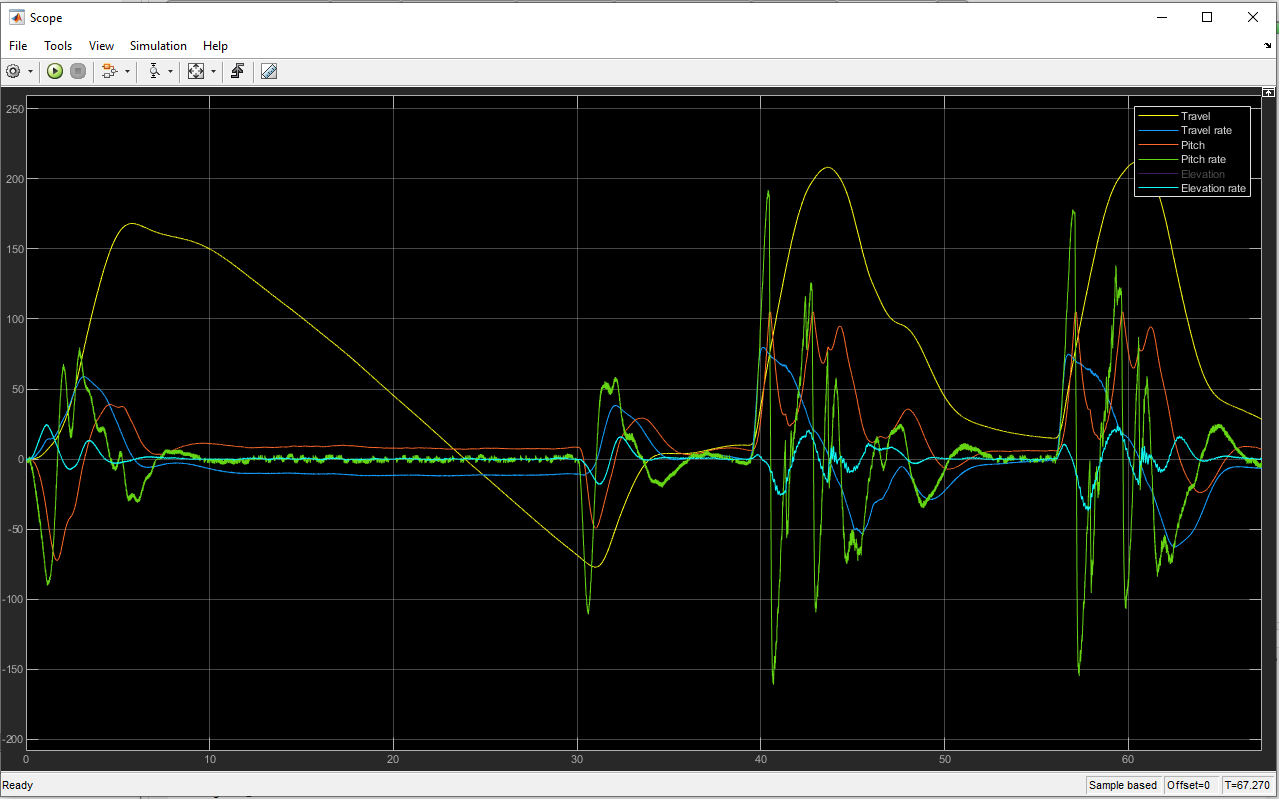 Scope
File Tools View Simulation Help
250
200
150
100
50
0
-50
-100
-150
-200
0 10 20 30 40 50 60
Travel
Travel rate
Pitch
Pitch rate
Elevation
Elevation rate
Ready
Sample based Offset=0 T=67.270